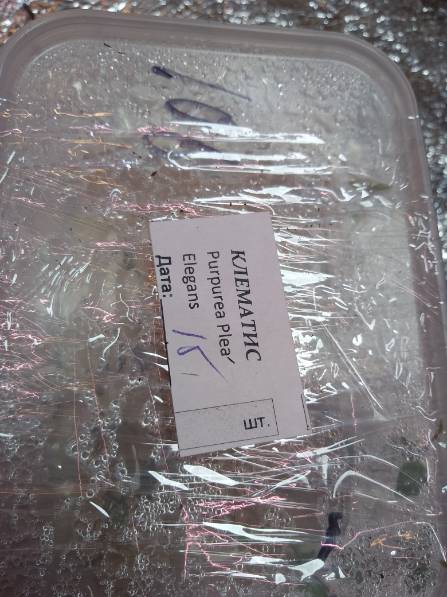 КЛЕМАТИС
Purpurea Plea
Elegans
Дата: 15
шт.